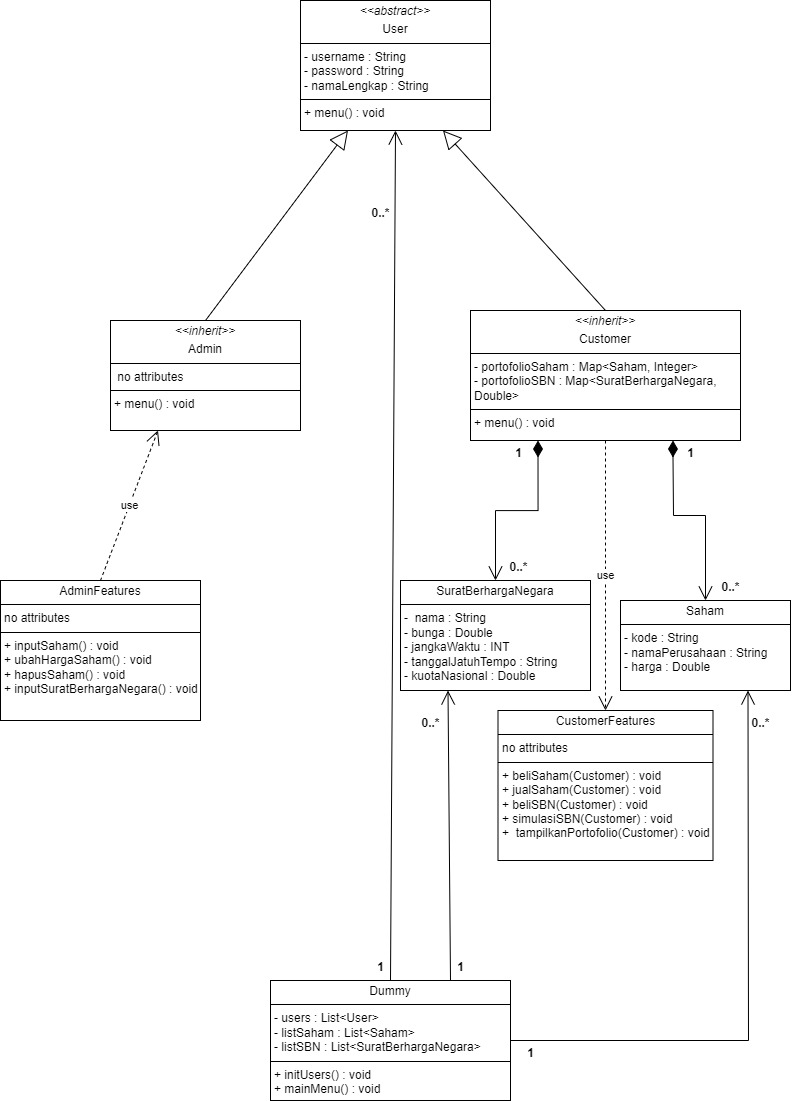 <<abstract>>
User
- username : String
- password : String
- namaLengkap : String
+ menu() : void
0..*
<<inherit>>
Admin
no attributes
+ menu() : void
<<inherit>>
Customer
- portofolioSaham : Map<Saham, Integer>
- portofolioSBN : Map<SuratBerhargaNegara,
Double>
+ menu() : void
1
1
use
0..*
use
0..*
AdminFeatures
no attributes
+ inputSaham() : void
+ ubahHargaSaham() : void
+ hapusSaham() : void
+ inputSuratBerhargaNegara() : void
SuratBerhargaNegara
- nama : String
- bunga : Double
- jangkaWaktu : INT
- tanggalJatuhTempo : String
- kuotaNasional : Double
Saham
- kode : String
- namaPerusahaan : String
- harga : Double
0..*
0..*
CustomerFeatures
no attributes
+ beliSaham(Customer) : void
+ jualSaham(Customer) : void
+ beliSBN(Customer) : void
+ simulasiSBN(Customer) : void
+ tampilkanPortofolio(Customer) : void
1
1
Dummy
- users : List<User>
- listSaham : List<Saham>
- listSBN : List<SuratBerhargaNegara>
+ initUsers() : void
+ mainMenu() : void
1